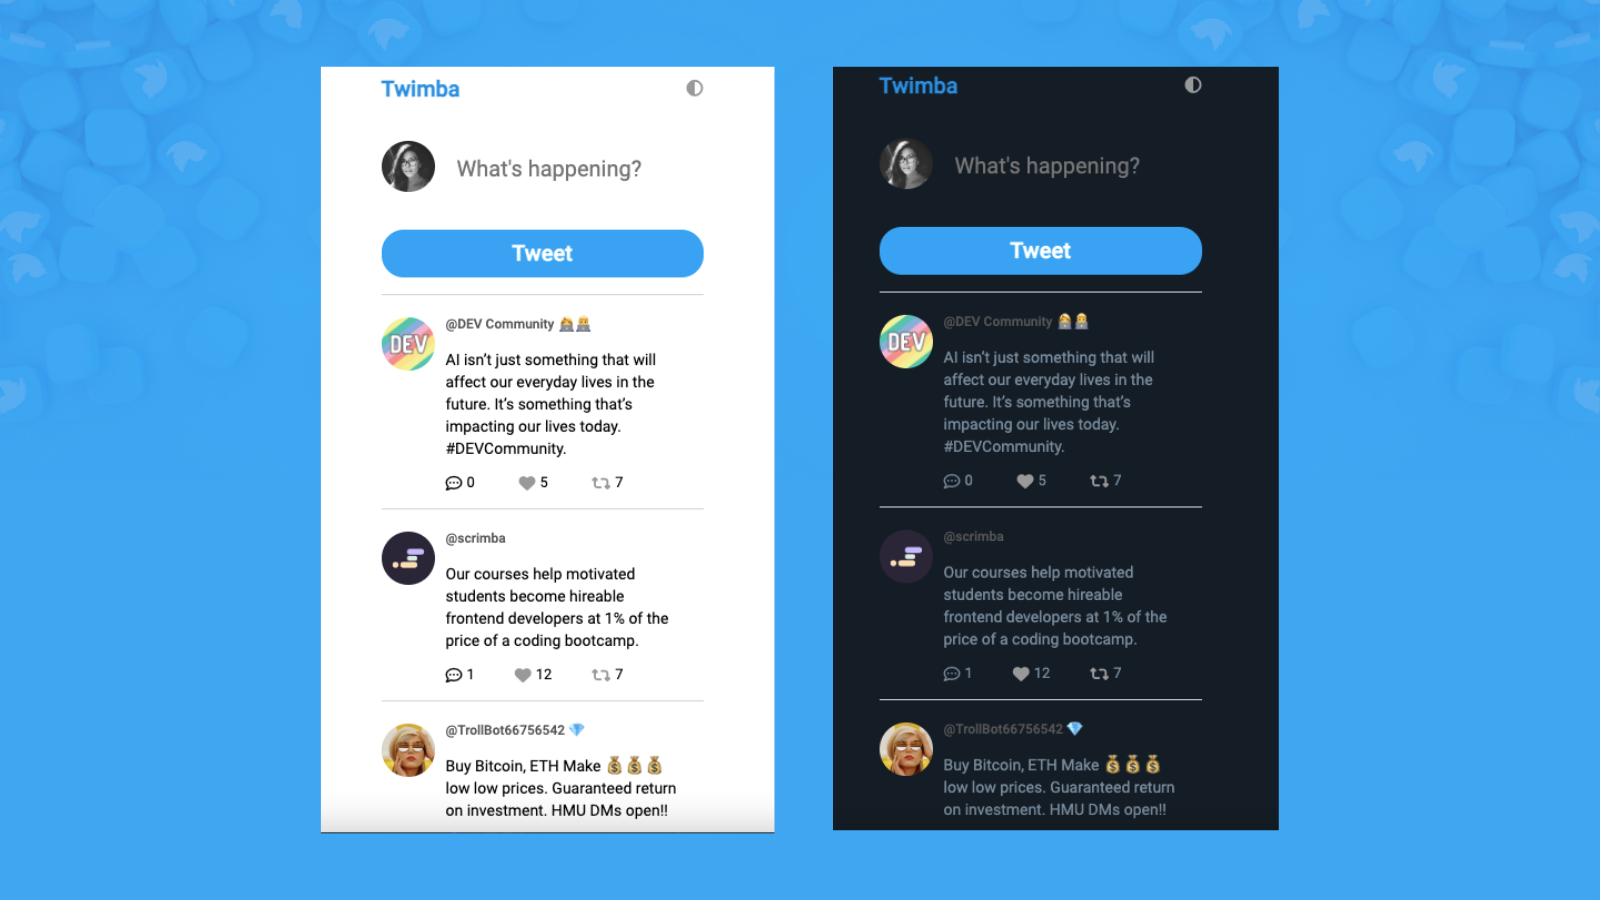 Twimba
What's happening?
Tweet
DEV
@DEV Community 🙆💆
AI isn’t just something that will
affect our everyday lives in the
future. It’s something that’s
impacting our lives today.
#DEVCommunity.
0 5 7
@scrimba
Our courses help motivated
students become hireable
frontend developers at 1% of the
price of a coding bootcamp.
1 12 7
@TrollBot66756542 💎
Buy Bitcoin, ETH Make 💰💰💰
low low prices. Guaranteed return
on investment. HMU DMs open!!
Twimba
What's happening?
Tweet
DEV
@DEV Community 🙆💆
AI isn’t just something that will
affect our everyday lives in the
future. It’s something that’s
impacting our lives today.
#DEVCommunity.
0 5 7
@scrimba
Our courses help motivated
students become hireable
frontend developers at 1% of the
price of a coding bootcamp.
1 12 7
@TrollBot66756542 💎
Buy Bitcoin, ETH Make 💰💰💰
low low prices. Guaranteed return
on investment. HMU DMs open!!